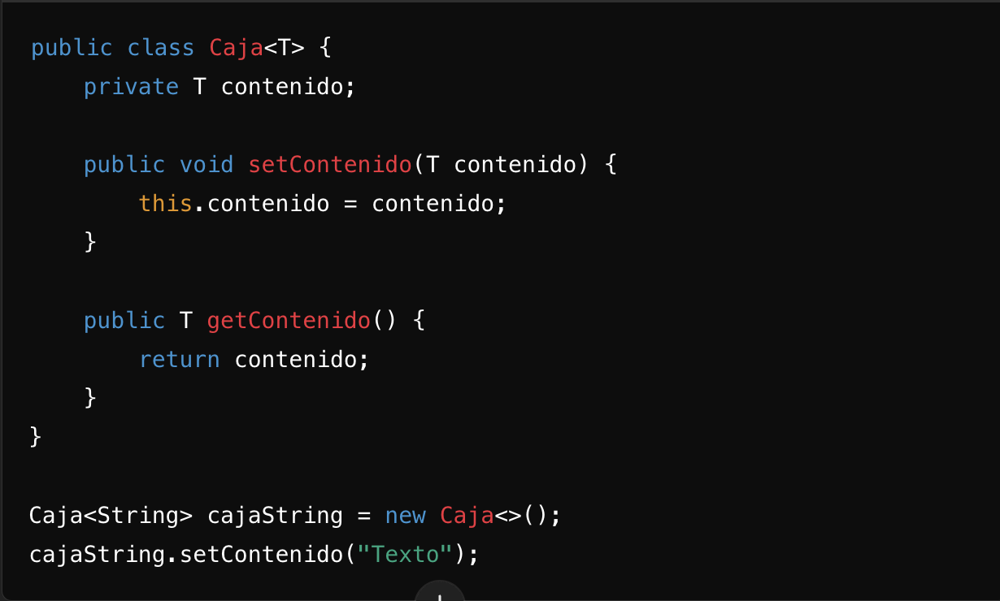 public class Caja<T> {
    private T contenido;

    public void setContenido(T contenido) {
        this.contenido = contenido;
    }

    public T getContenido() {
        return contenido;
    }
}

Caja<String> cajaString = new Caja<>();
cajaString.setContenido("Texto");